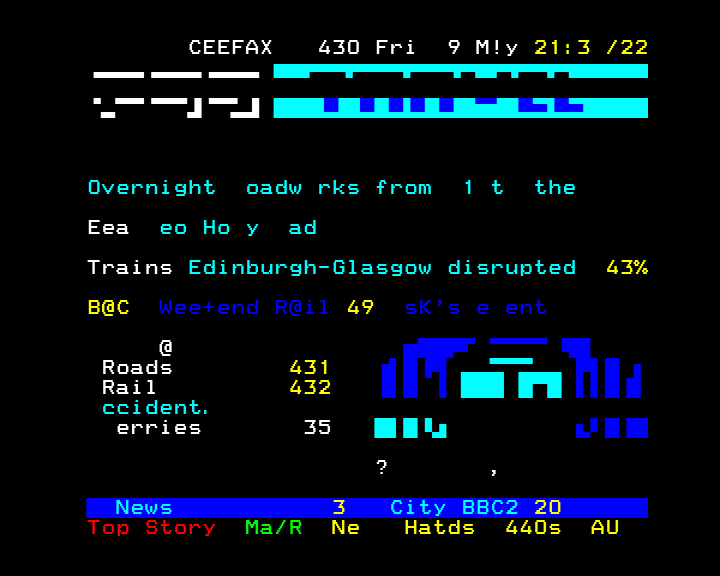 CEEFAX 430 Fri 9 M!y 21:3 /22
Overnight oadw rks from 1 t the
Eea eo Ho y ad
Trains Edinburgh-Glasgow disrupted 43%
B@C Wee+end R@il 49 sK's e ent
@
Roads 431
Rail 432
ccident.
erries 35
? ,
News 3 City BBC2 20
Top Story Ma/R Ne Hatds 440s AU